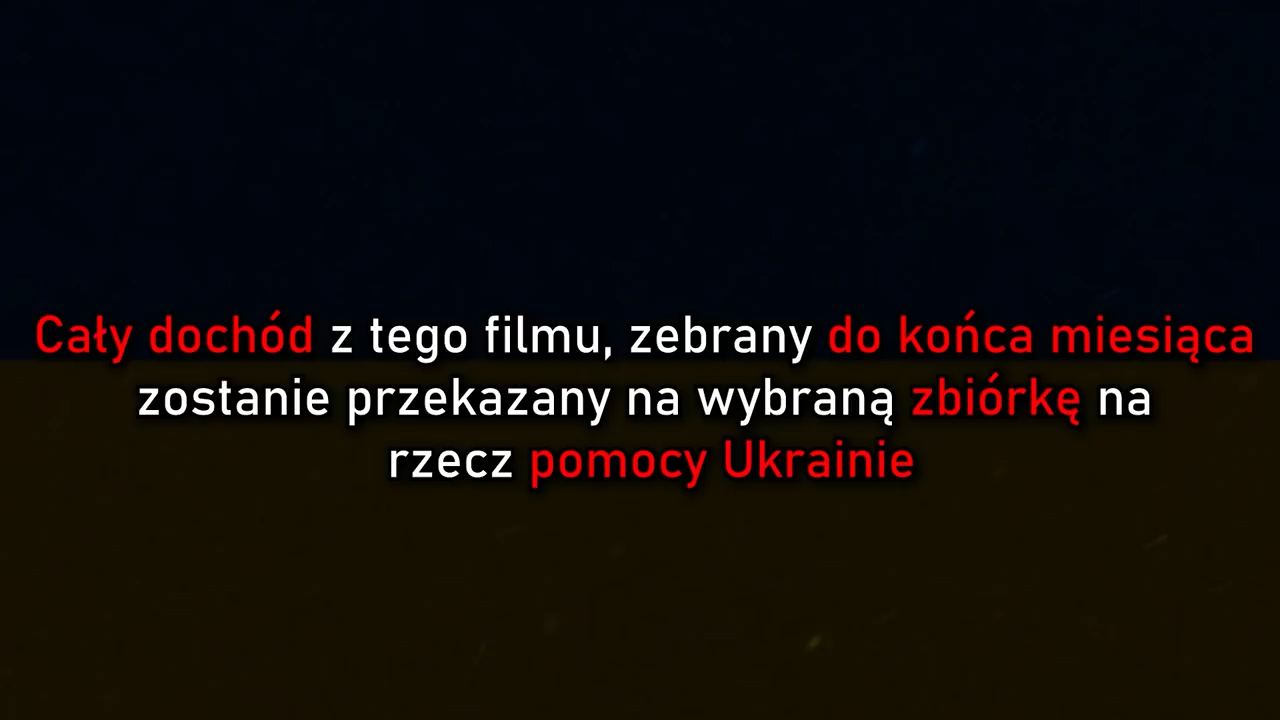 Cały dochód z tego filmu, zebrany do końca miesiąca
zostanie przekazany na wybraną zbiórkę na
rzecz pomocy Ukrainie